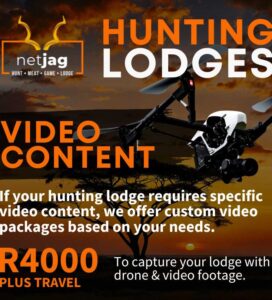 netjag
HUNT • MEAT • GAME • LODGE
HUNTING
LODGES
VIDEO
CONTENT
If your hunting lodge requires specific
video content, we offer custom video
packages based on your needs.
R4000
PLUS TRAVEL
To capture your lodge with
drone & video footage.